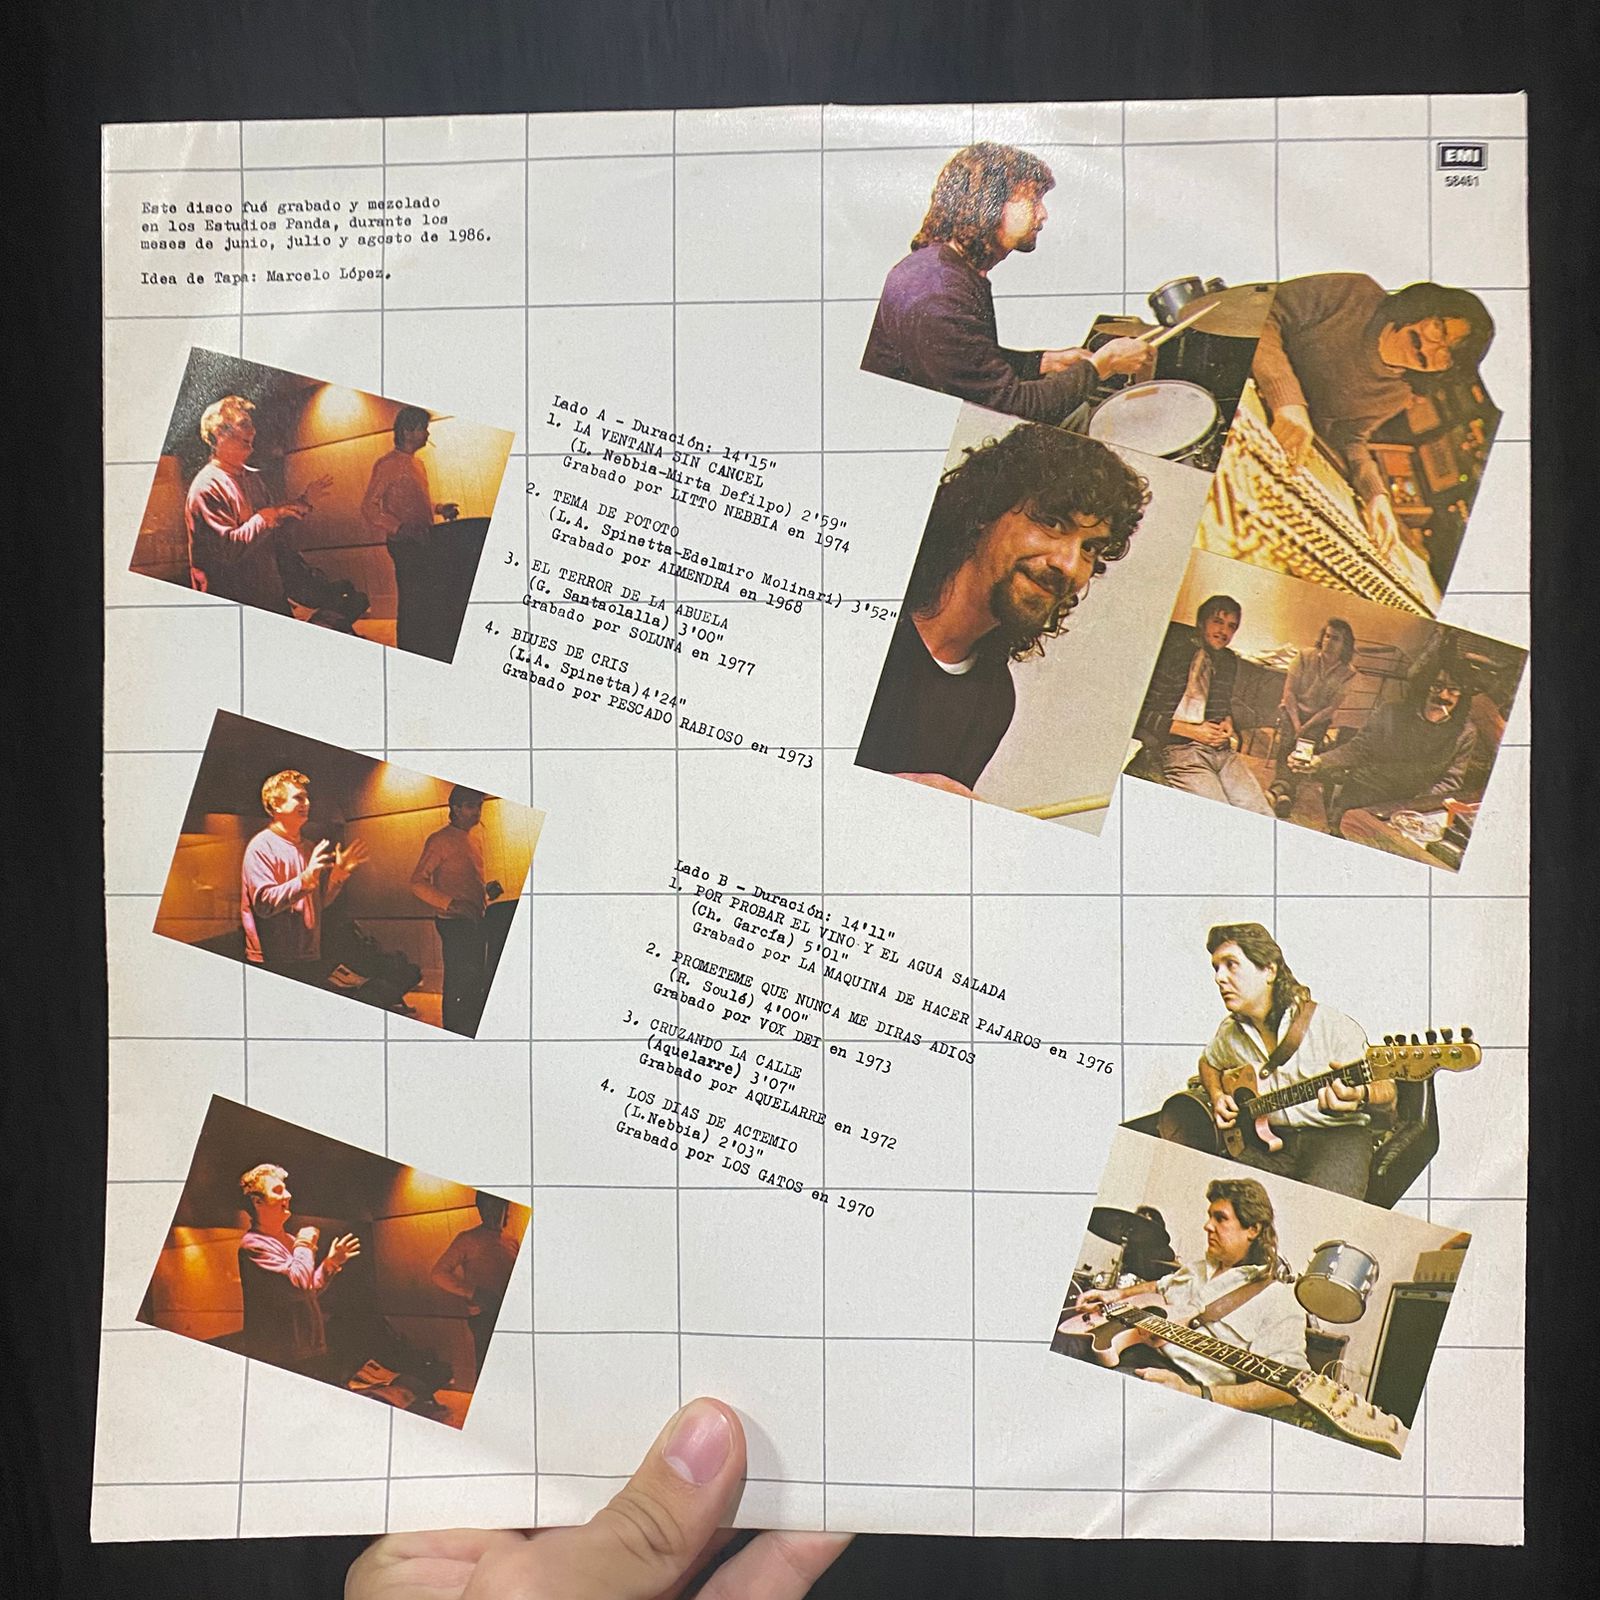 Este disco fué grabado y mezclado
en los Estudios Panda, durante los
meses de junio, julio y agosto de 1986.
Idea de Tapa: Marcelo López.
EMI
58461
Lado A - Duración: 14'15"
1. LA VENTANA SIN CANCEL
(L. Nebbia-Mirta Defilpo) 2'59"
Grabado por LITTO NEBBIA en 1974
2. TEMA DE POTOTO
(L.A. Spinetta-Edelmiro Molinari) 3'52"
Grabado por ALMENDRA en 1968
3. EL TERROR DE LA ABUELA
(G. Santaolalla) 3'00"
Grabado por SOLUNA en 1977
4. BLUES DE CRIS
(L.A. Spinetta)4'24"
Grabado por PESCADO RABIOSO en 1973
Lado B - Duración: 14'11"
1. POR PROBAR EL VINO Y EL AGUA SALADA
(Ch. García) 5'01"
Grabado por LA MAQUINA DE HACER PAJAROS en 1976
2. PROMETEME QUE NUNCA ME DIRAS ADIOS
(R. Soulé) 4'00"
Grabado por VOX DEI en 1973
3. CRUZANDO LA CALLE
(Aquelarre) 3'07"
Grabado por AQUELARRE en 1972
4. LOS DIAS DE ACTEMIO
(L.Nebbia) 2'03"
Grabado por LOS GATOS en 1970